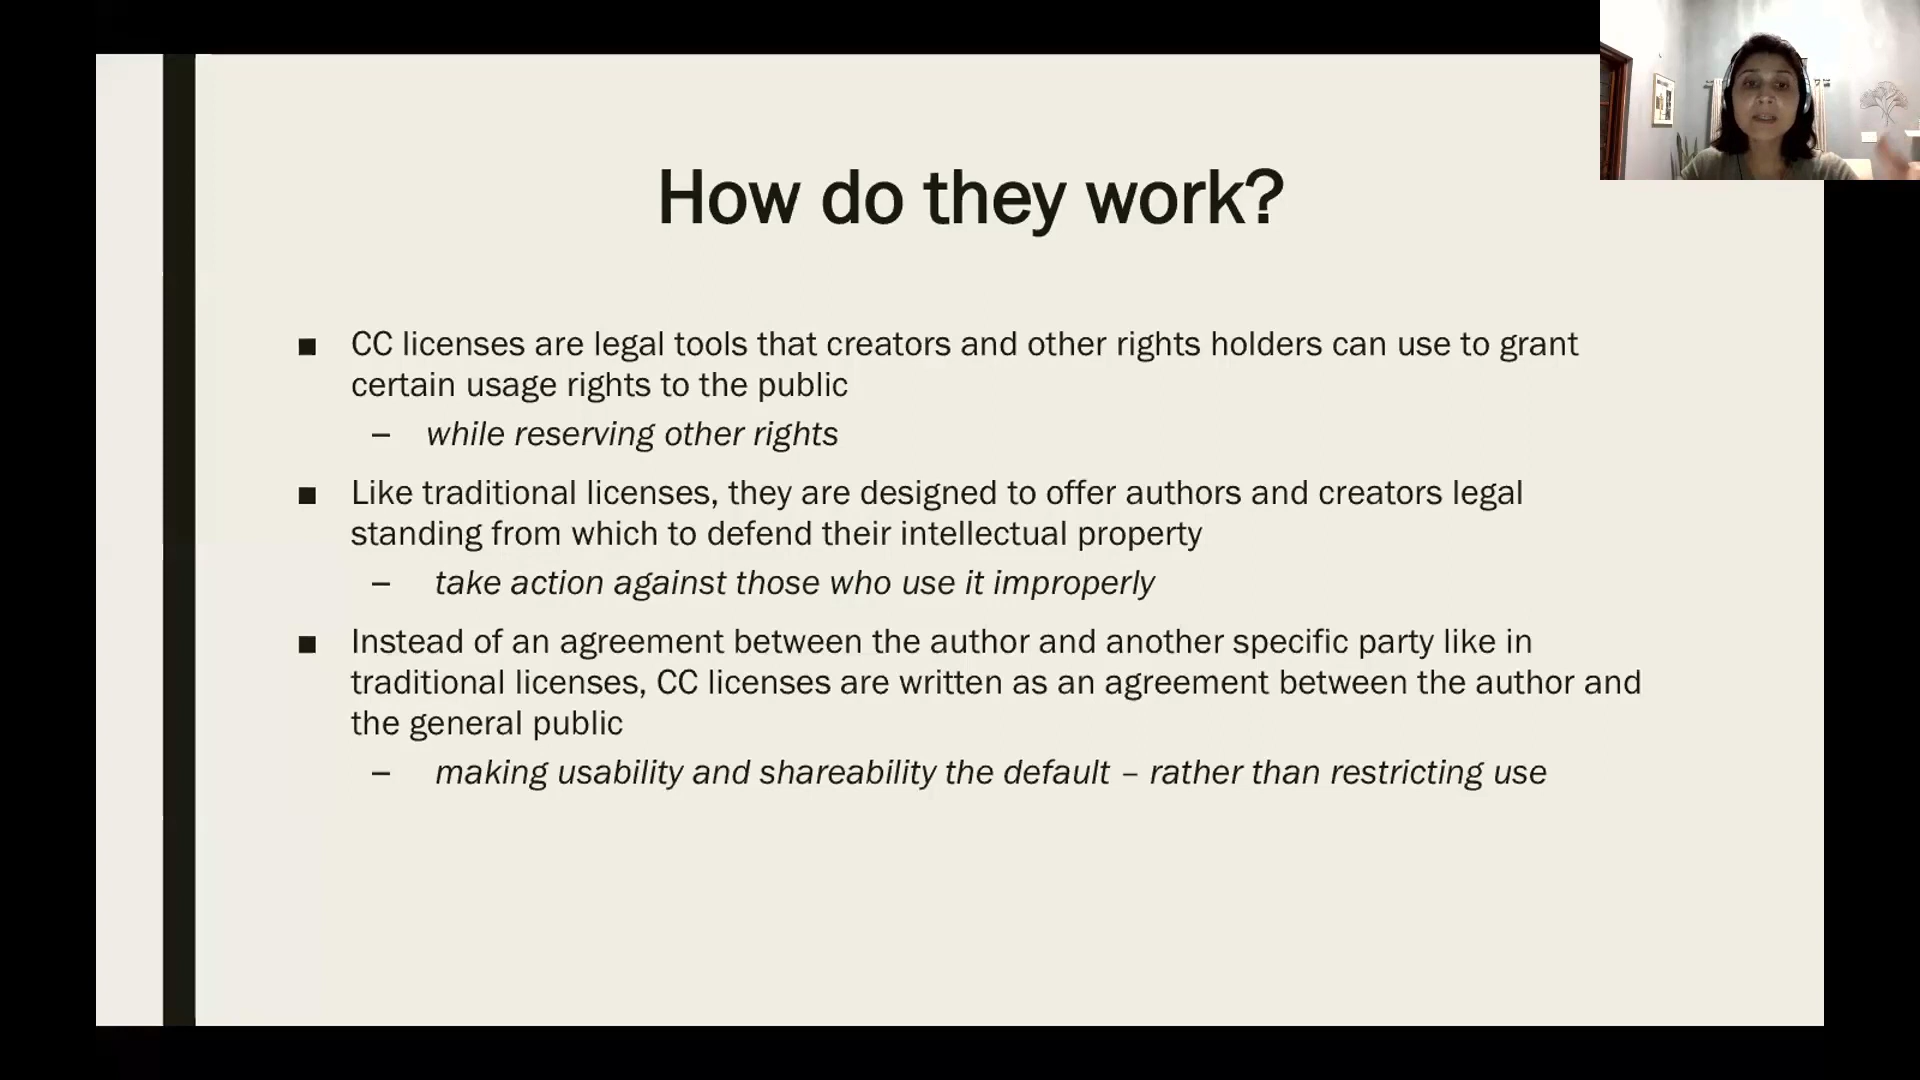 How do they work?
■ CC licenses are legal tools that creators and other rights holders can use to grant
certain usage rights to the public
– while reserving other rights
■ Like traditional licenses, they are designed to offer authors and creators legal
standing from which to defend their intellectual property
– take action against those who use it improperly
■ Instead of an agreement between the author and another specific party like in
traditional licenses, CC licenses are written as an agreement between the author and
the general public
– making usability and shareability the default – rather than restricting use